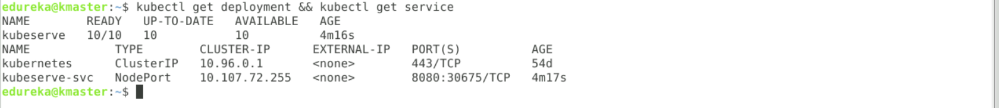 edureka@kmaster:~$ kubectl get deployment && kubectl get service
NAME        READY   UP-TO-DATE   AVAILABLE   AGE
kubeserve   10/10   10           10          4m16s
NAME            TYPE        CLUSTER-IP      EXTERNAL-IP   PORT(S)          AGE
kubernetes      ClusterIP   10.96.0.1       <none>        443/TCP          54d
kubeserve-svc   NodePort    10.107.72.255   <none>        8080:30675/TCP   4m17s
edureka@kmaster:~$